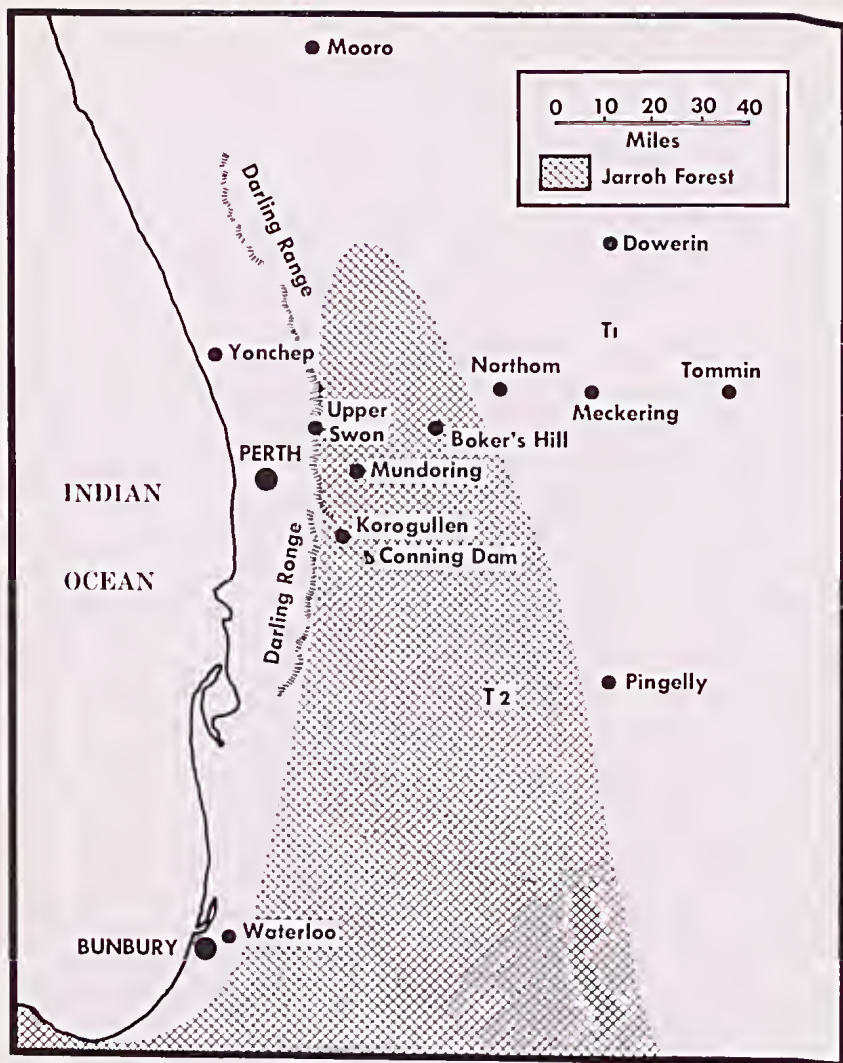 Mooro
0 10 20 30 40
Miles
Jarroh Forest
Darling Range
Dowerin
T1
Yonchep
Northom
Tommin
Meckering
Upper
Swon
Boker's Hill
PERTH
Mundoring
INDIAN
OCEAN
Korogullen
Conning Dam
Darling Ronge
Pingelly
T 2
Waterloo
BUNBURY